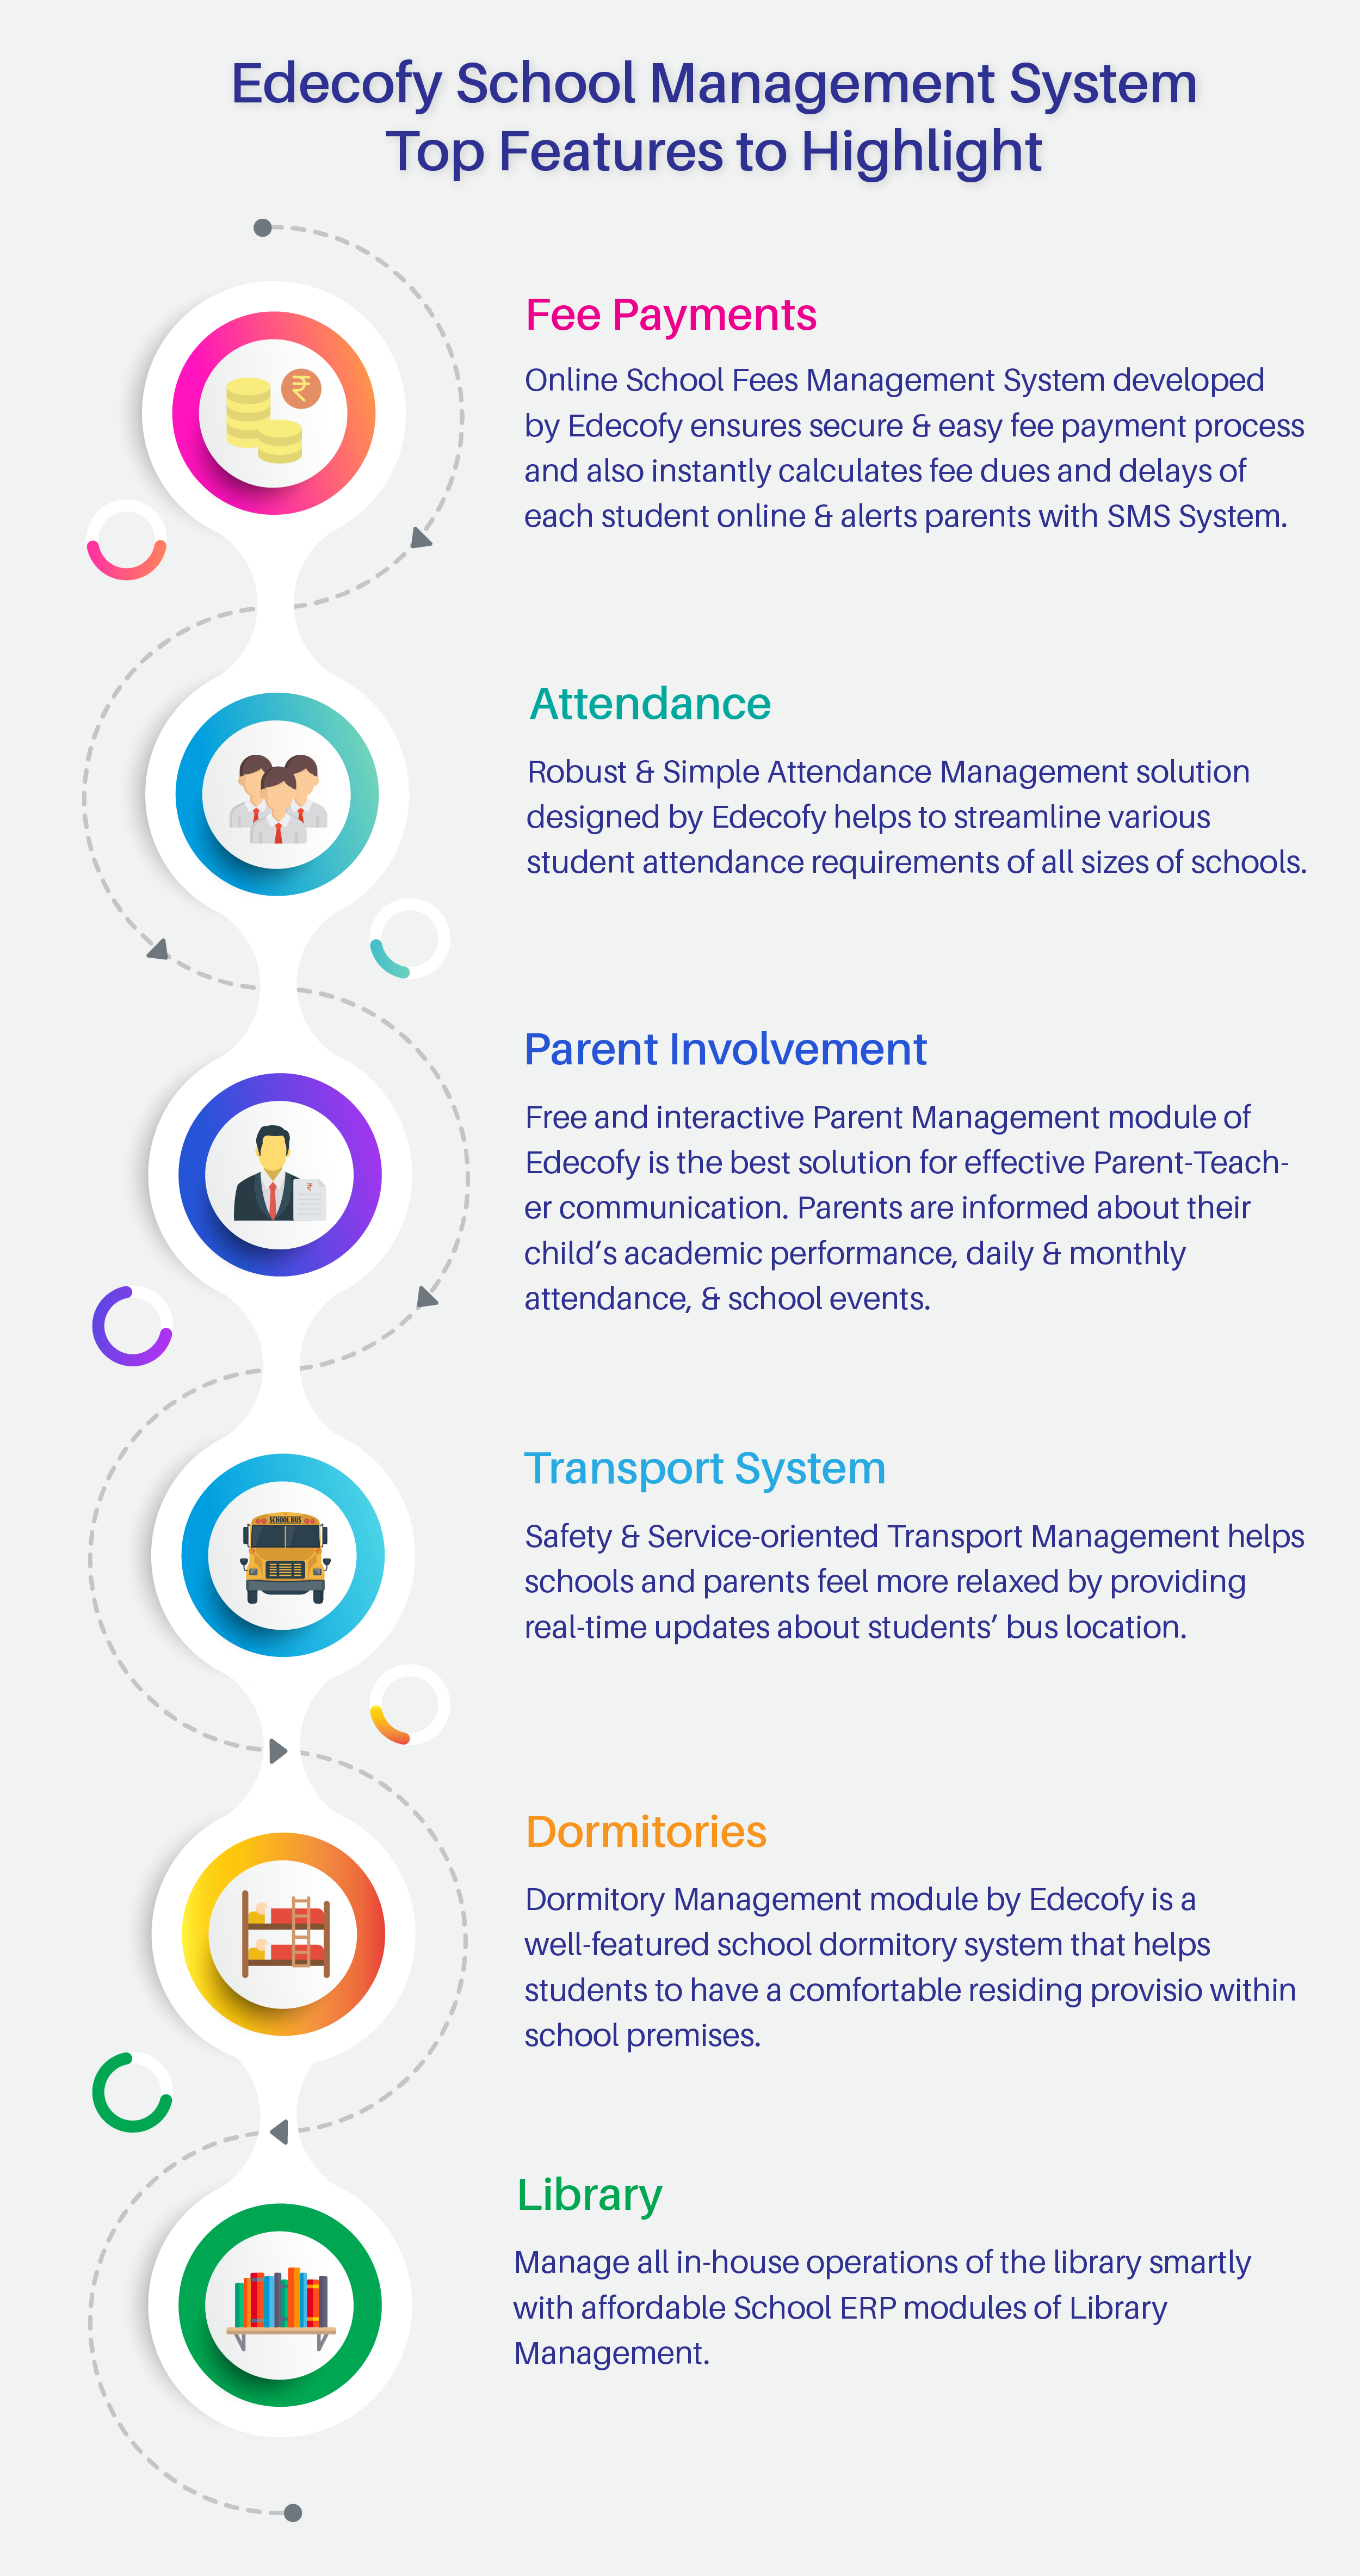 Edecofy School Management System
Top Features to Highlight
Fee Payments
Online School Fees Management System developed
by Edecofy ensures secure & easy fee payment process
and also instantly calculates fee dues and delays of
each student online & alerts parents with SMS System.
₹
Attendance
Robust & Simple Attendance Management solution
designed by Edecofy helps to streamline various
student attendance requirements of all sizes of schools.
Parent Involvement
Free and interactive Parent Management module of
Edecofy is the best solution for effective Parent-Teach-
er communication. Parents are informed about their
child’s academic performance, daily & monthly
attendance, & school events.
₹
Transport System
Safety & Service-oriented Transport Management helps
schools and parents feel more relaxed by providing
real-time updates about students’ bus location.
SCHOOL BUS
Dormitories
Dormitory Management module by Edecofy is a
well-featured school dormitory system that helps
students to have a comfortable residing provisio within
school premises.
Library
Manage all in-house operations of the library smartly
with affordable School ERP modules of Library
Management.